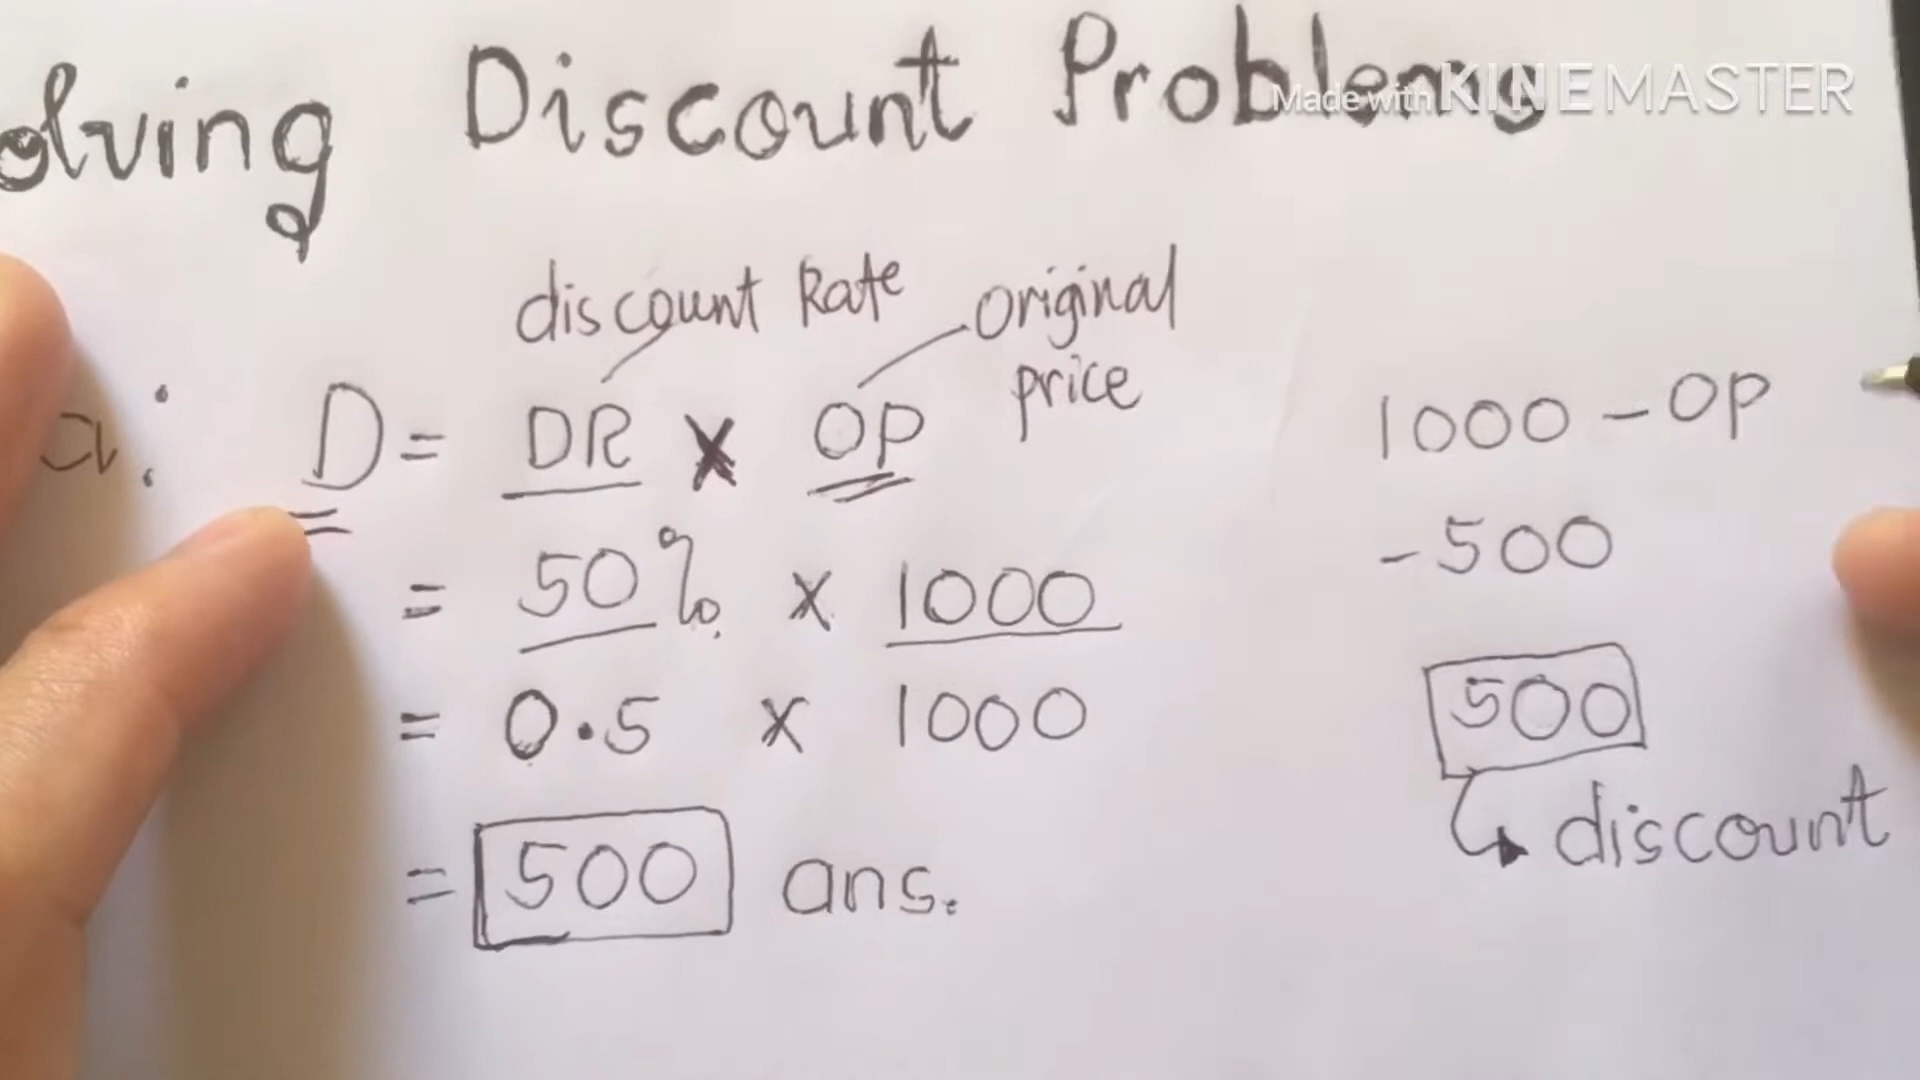 olving Discount Problems
Made with KINEMASTER
discount Rate
original
price
D = DR x OP
= 50% x 1000
= 0.5 x 1000
= 500 ans.
1000 - OP
- 500
500
discount